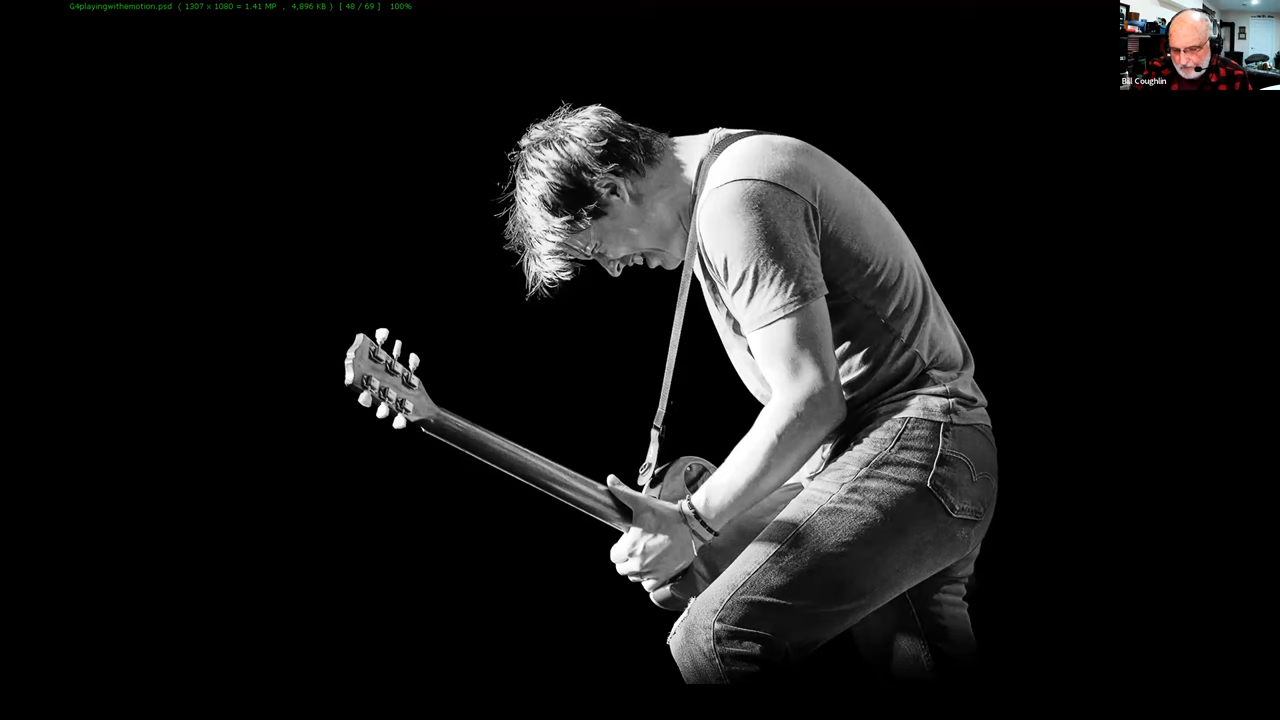 G4playingwithemotion.psd ( 1307 x 1080 = 1.41 MP , 4,896 KB ) [ 48 / 69 ] 100%
Bill Coughlin